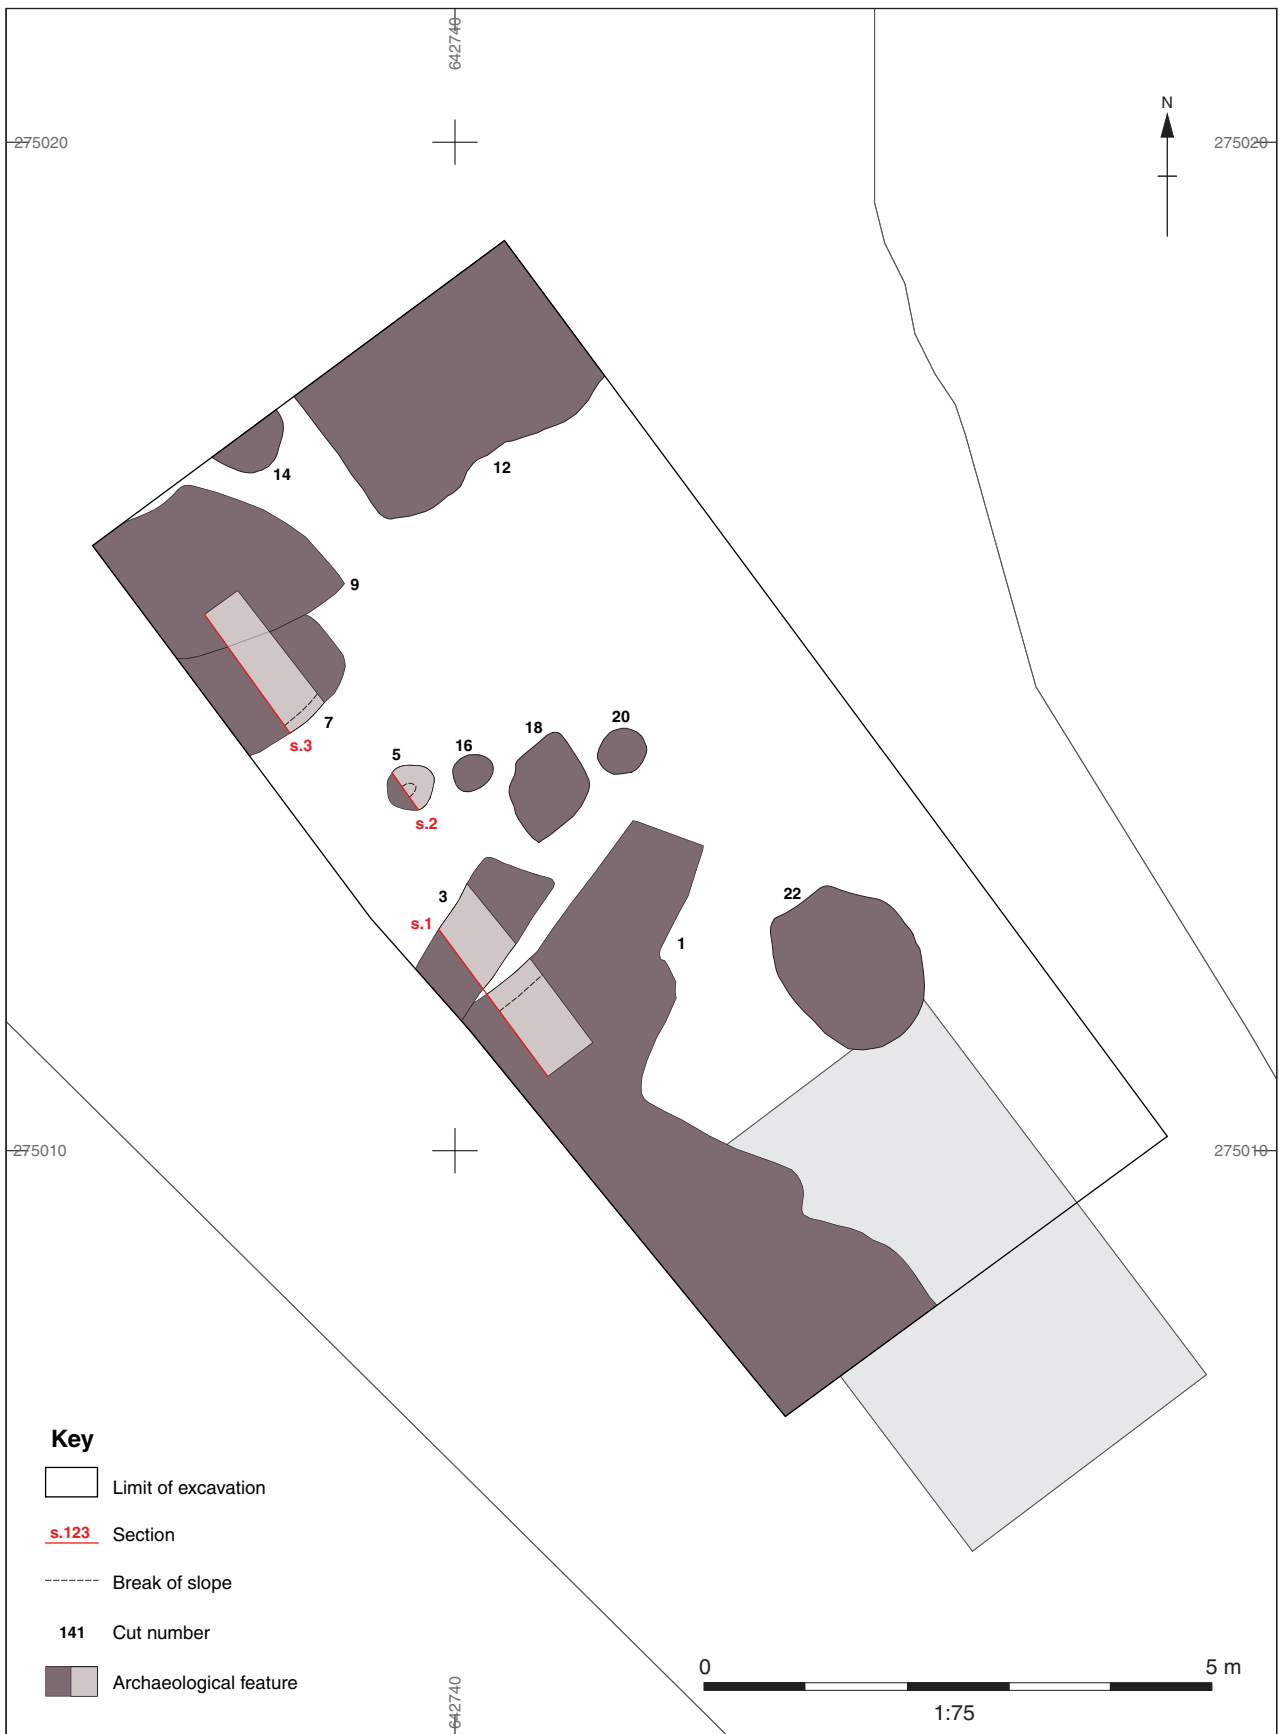 642740
N
275020
275020
14
12
9
7
s.3
5
16
18
20
s.2
3
s.1
1
22
275010
275010
Key
Limit of excavation
s.123 Section
Break of slope
141 Cut number
Archaeological feature
642740
0 5 m
1:75